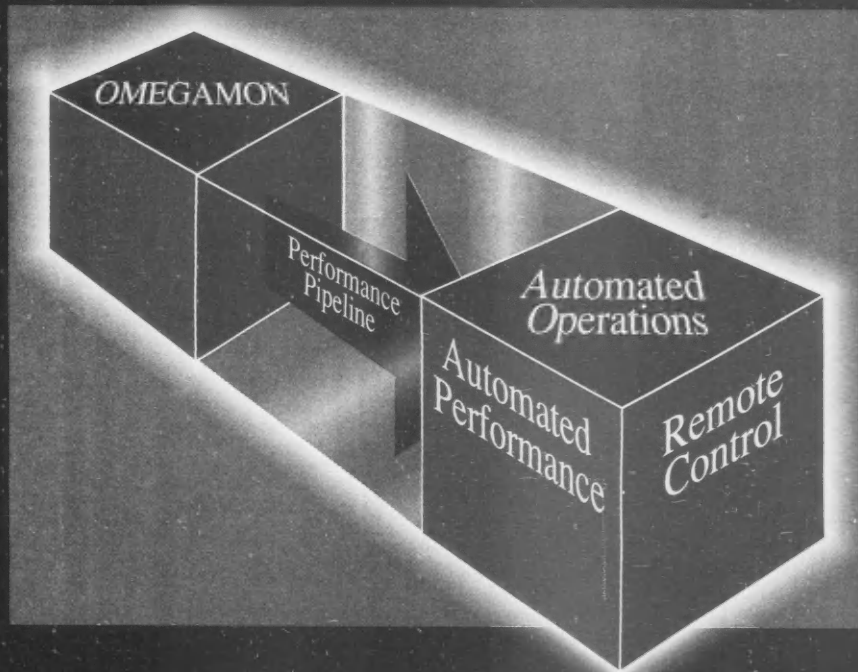 OMEGAMON
Performance
Pipeline
Automated
Operations
Automated
Performance
Remote
Control